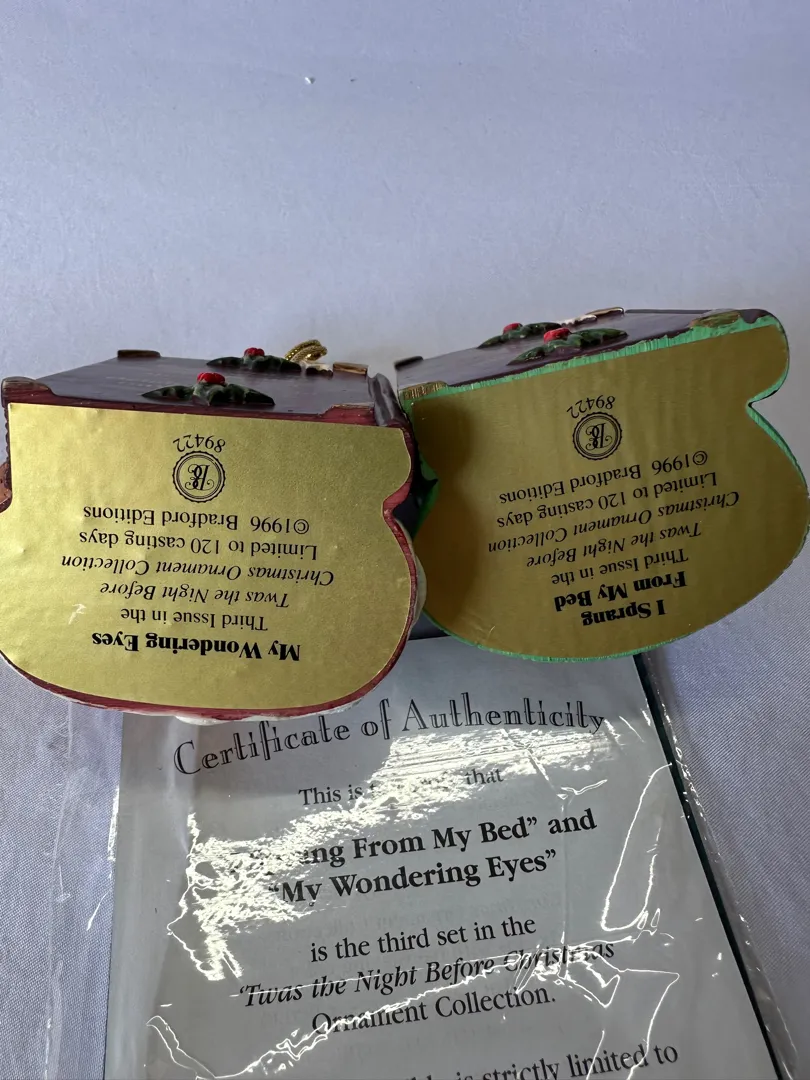 My Wondering Eyes
Third Issue in the
Twas the Night Before
Christmas Ornament Collection
Limited to 120 casting days
©1996 Bradford Editions
89422
I Sprang
From My Bed
Third Issue in the
Twas the Night Before
Christmas Ornament Collection
Limited to 120 casting days
©1996 Bradford Editions
89422
Certificate of Authenticity
This is that
From My Bed” and
“My Wondering Eyes”
is the third set in the
‘Twas the Night Before Christmas
Ornament Collection.
is strictly limited to